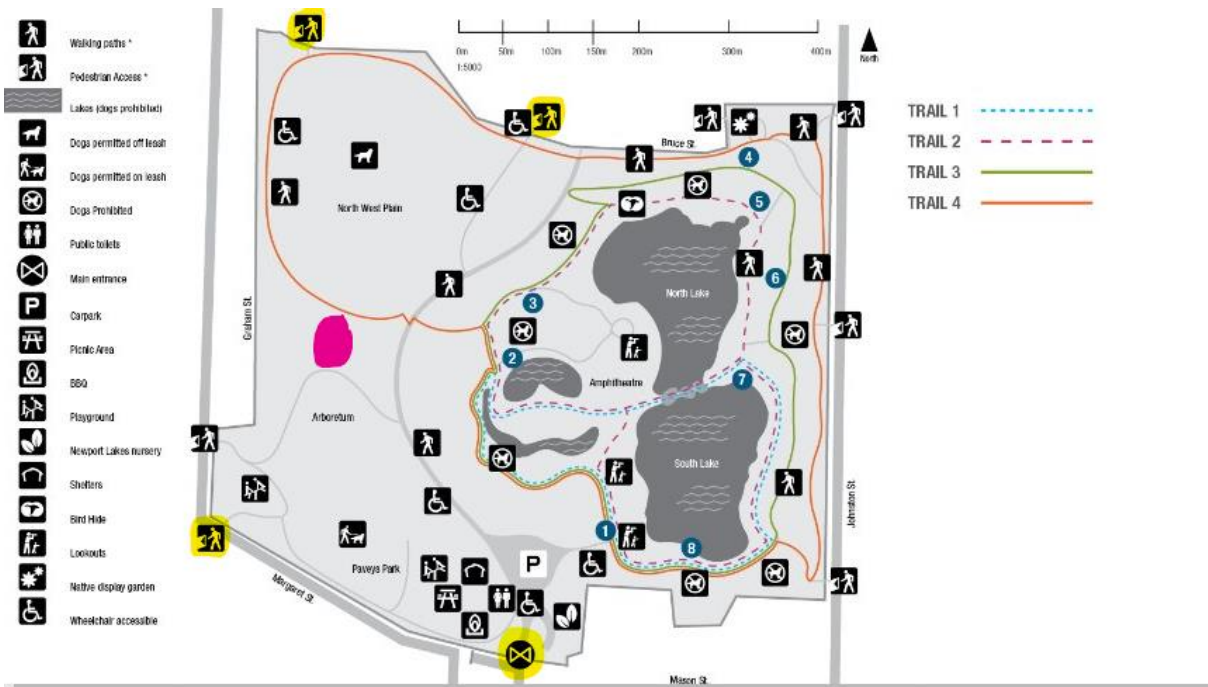 Walking paths *
Pedestrian Access *
Lakes (dogs prohibited)
Dogs permitted off leash
Dogs permitted on leash
Dogs Prohibited
Public toilets
Main entrance
P
Carpark
Picnic Area
BBQ
Playground
Newport Lakes nursery
Shelters
Bird Hide
Lookouts
Native display garden
Wheelchair accessible
0m 50m 100m 200m 300m 400m
1:5000
North
TRAIL 1
TRAIL 2
TRAIL 3
TRAIL 4
Bruce St.
4
North West Plain
5
6
North Lake
3
Graham St.
2
Amphitheatre
7
Arboretum
South Lake
Johnston St.
1
8
P
Paveys Park
Margaret St.
Mason St.